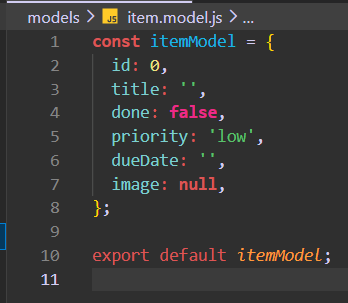 models > JS item.model.js > ...
1 const itemModel = {
2 id: 0,
3 title: '',
4 done: false,
5 priority: 'low',
6 dueDate: '',
7 image: null,
8 };
9
10 export default itemModel;
11